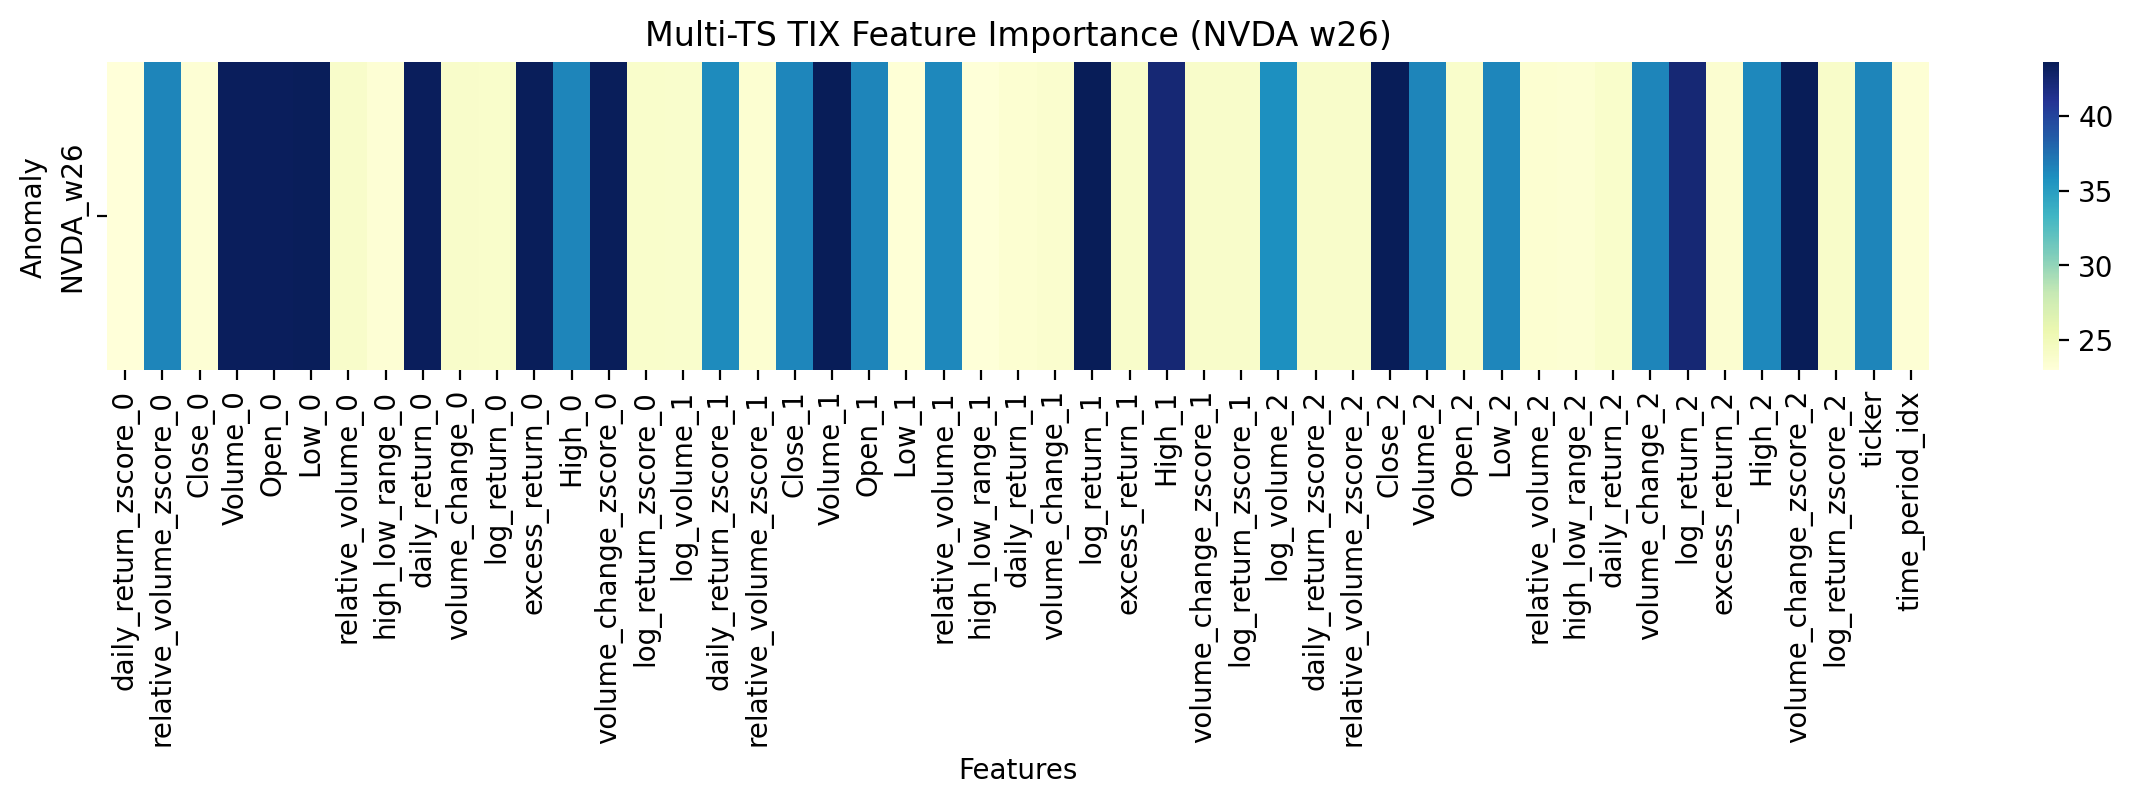 Multi-TS TIX Feature Importance (NVDA w26)
Anomaly
NVDA_w26
40
35
30
25
daily_return_zscore_0
relative_volume_zscore_0
Close_0
Volume_0
Open_0
Low_0
relative_volume_0
high_low_range_0
daily_return_0
volume_change_0
log_return_0
excess_return_0
High_0
volume_change_zscore_0
log_return_zscore_0
log_volume_1
daily_return_zscore_1
relative_volume_zscore_1
Close_1
Volume_1
Open_1
Low_1
relative_volume_1
high_low_range_1
daily_return_1
volume_change_1
log_return_1
excess_return_1
High_1
volume_change_zscore_1
log_return_zscore_1
log_volume_2
daily_return_zscore_2
relative_volume_zscore_2
Close_2
Volume_2
Open_2
Low_2
relative_volume_2
high_low_range_2
daily_return_2
volume_change_2
log_return_2
excess_return_2
High_2
volume_change_zscore_2
log_return_zscore_2
ticker
time_period_idx
Features